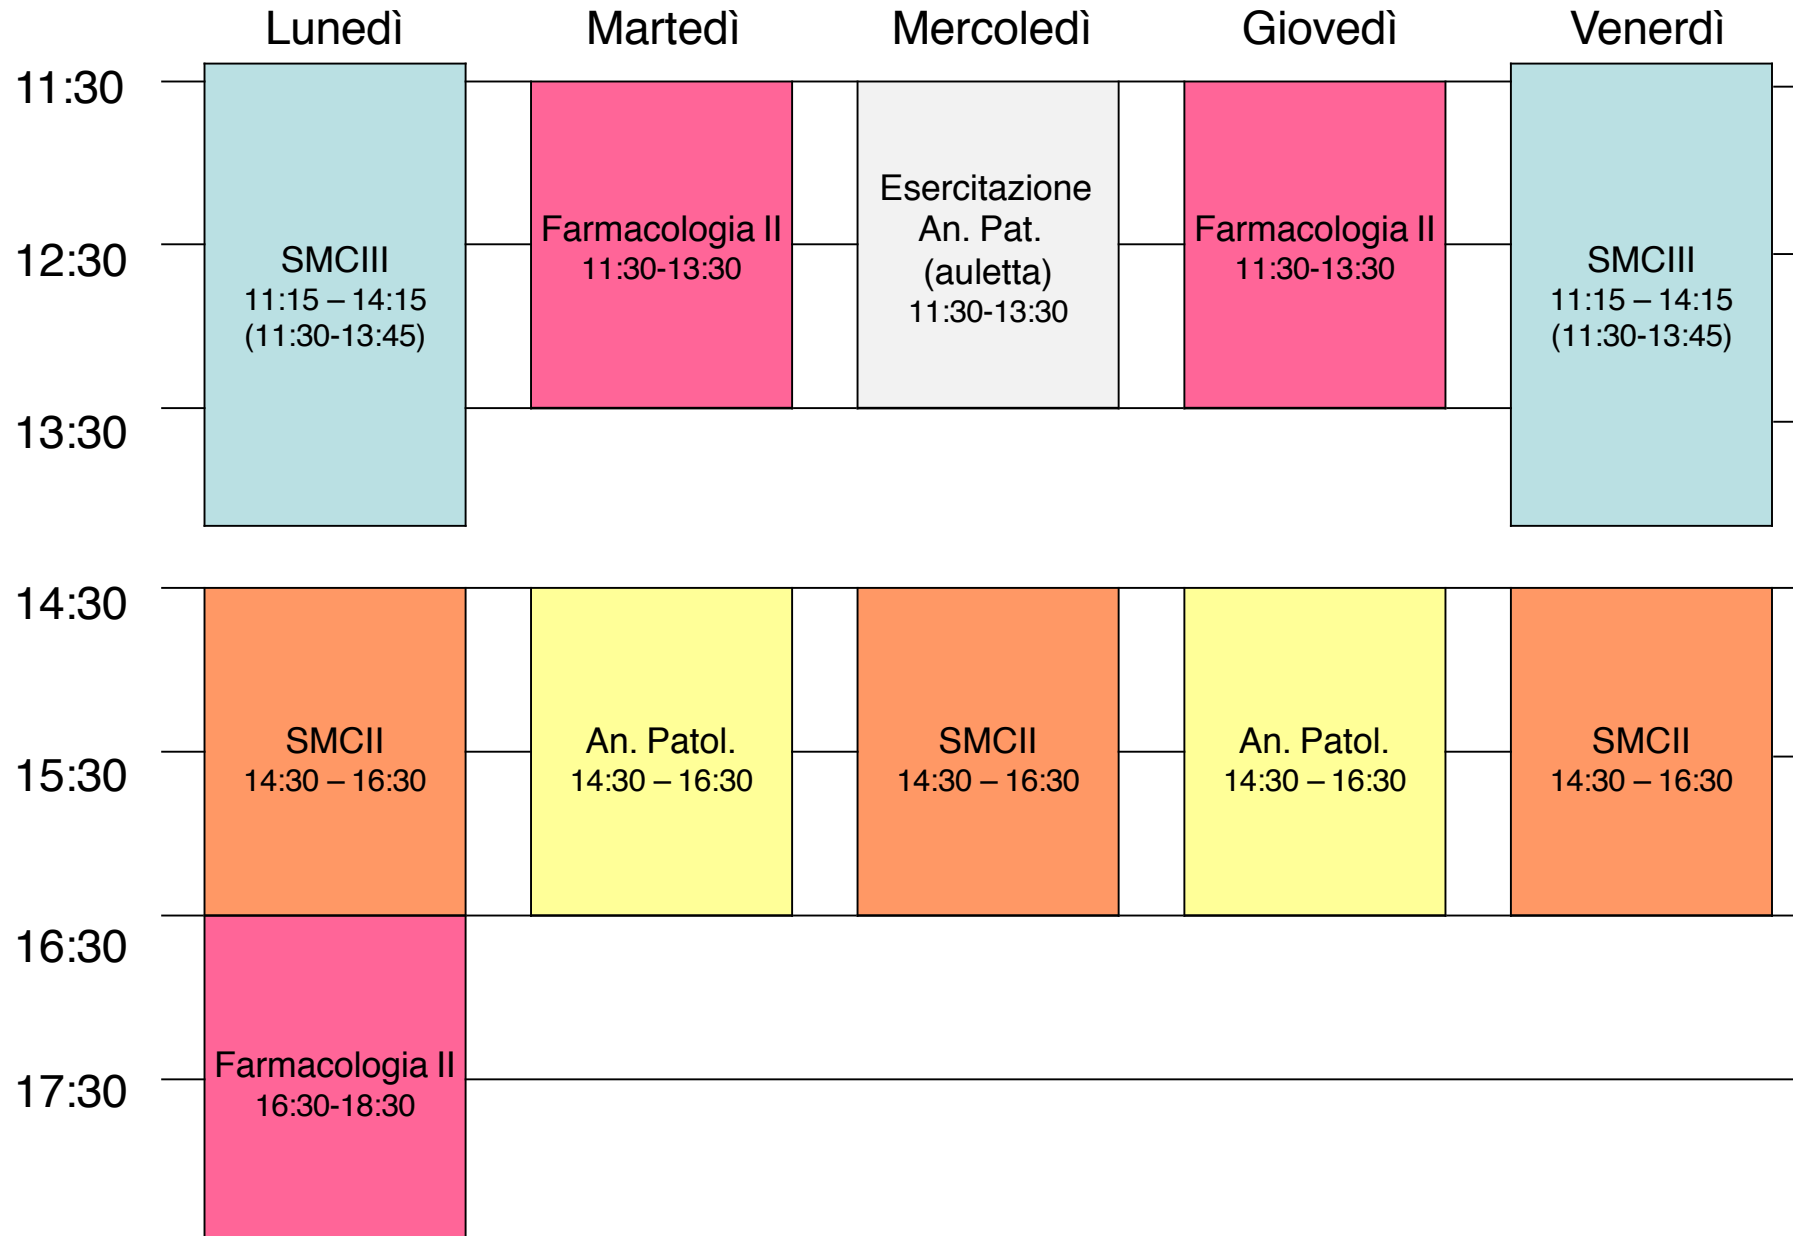 Lunedì Martedì Mercoledì Giovedì Venerdì
11:30
12:30
13:30
14:30
15:30
16:30
17:30
SMCIII
11:15 – 14:15
(11:30-13:45)
Farmacologia II
11:30-13:30
Esercitazione
An. Pat.
(auletta)
11:30-13:30
Farmacologia II
11:30-13:30
SMCIII
11:15 – 14:15
(11:30-13:45)
SMCII
14:30 – 16:30
An. Patol.
14:30 – 16:30
SMCII
14:30 – 16:30
An. Patol.
14:30 – 16:30
SMCII
14:30 – 16:30
Farmacologia II
16:30-18:30